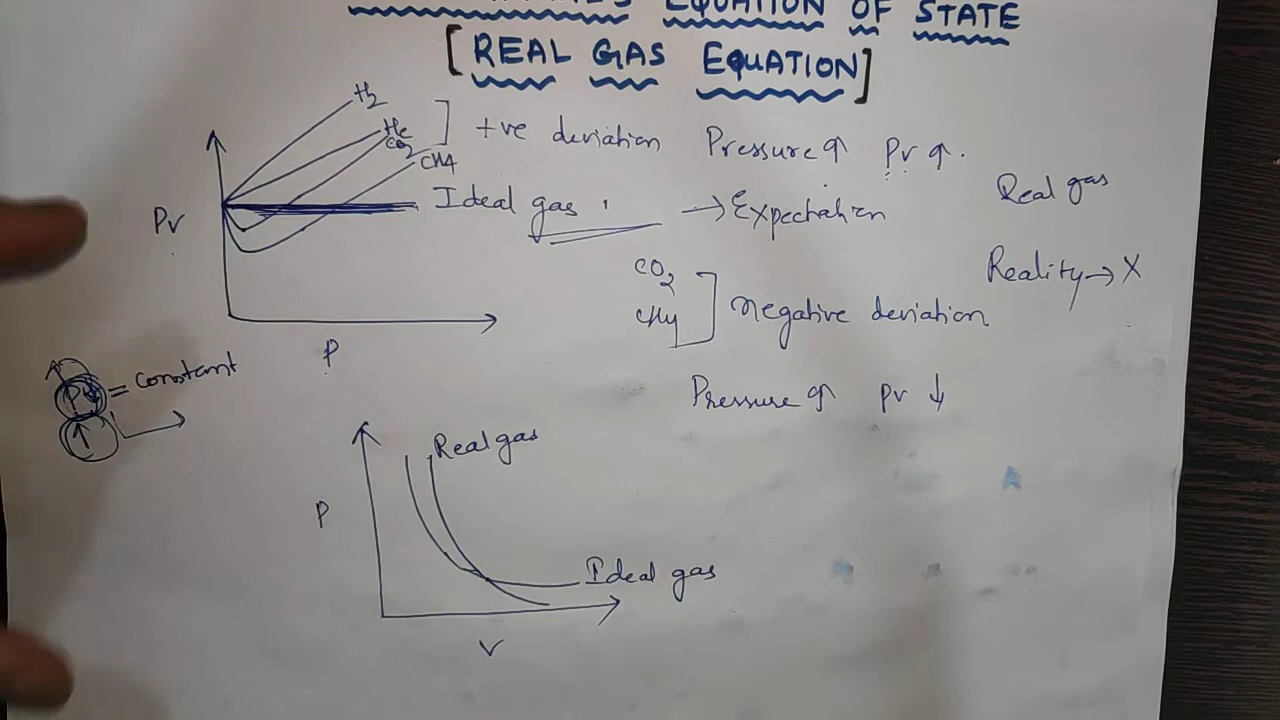 EQUATION OF STATE
[REAL GAS EQUATION]
H2
He
CO2
CH4
+ve deviation Pressure ↑ PV ↑.
Ideal gas → Expectation
Real gas
Reality → X
PV
P
CO2
CH4
negative deviation
= constant
Pressure ↑ PV ↓
Real gas
P
Ideal gas
V